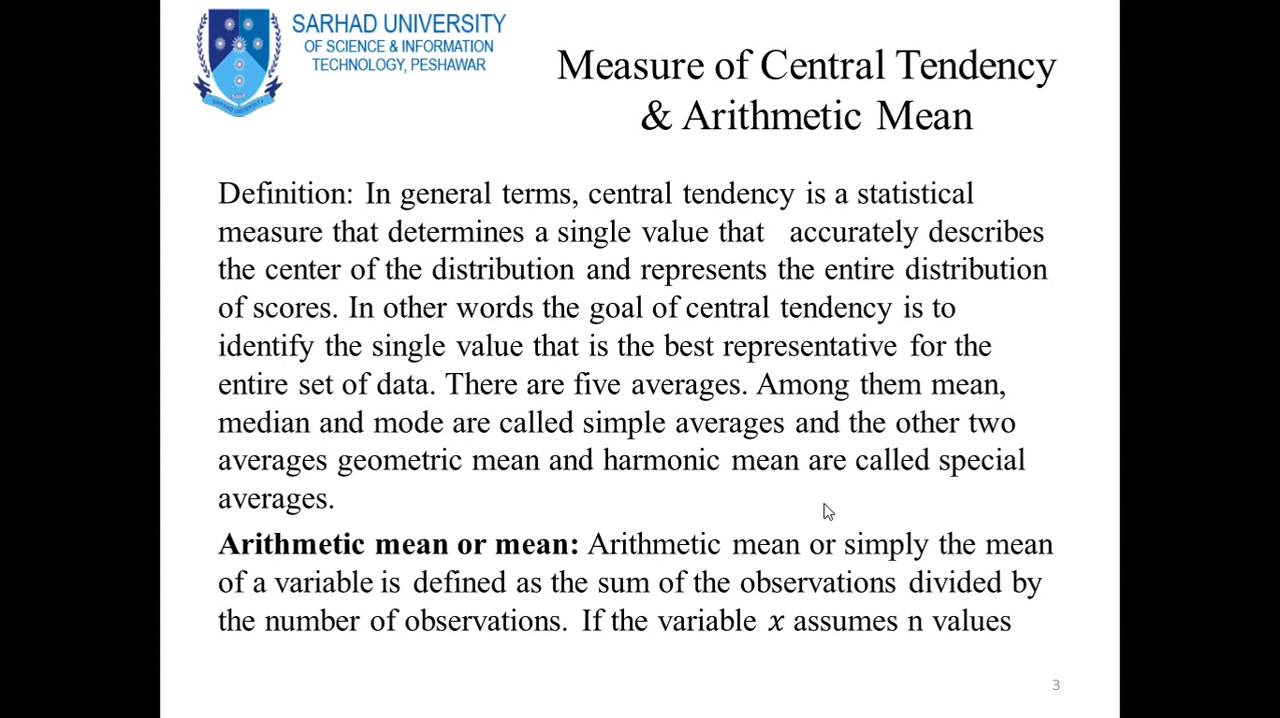 SARHAD UNIVERSITY
OF SCIENCE & INFORMATION
TECHNOLOGY, PESHAWAR
Measure of Central Tendency
& Arithmetic Mean
Definition: In general terms, central tendency is a statistical
measure that determines a single value that accurately describes
the center of the distribution and represents the entire distribution
of scores. In other words the goal of central tendency is to
identify the single value that is the best representative for the
entire set of data. There are five averages. Among them mean,
median and mode are called simple averages and the other two
averages geometric mean and harmonic mean are called special
averages.
Arithmetic mean or mean: Arithmetic mean or simply the mean
of a variable is defined as the sum of the observations divided by
the number of observations. If the variable 𝑥 assumes n values
3